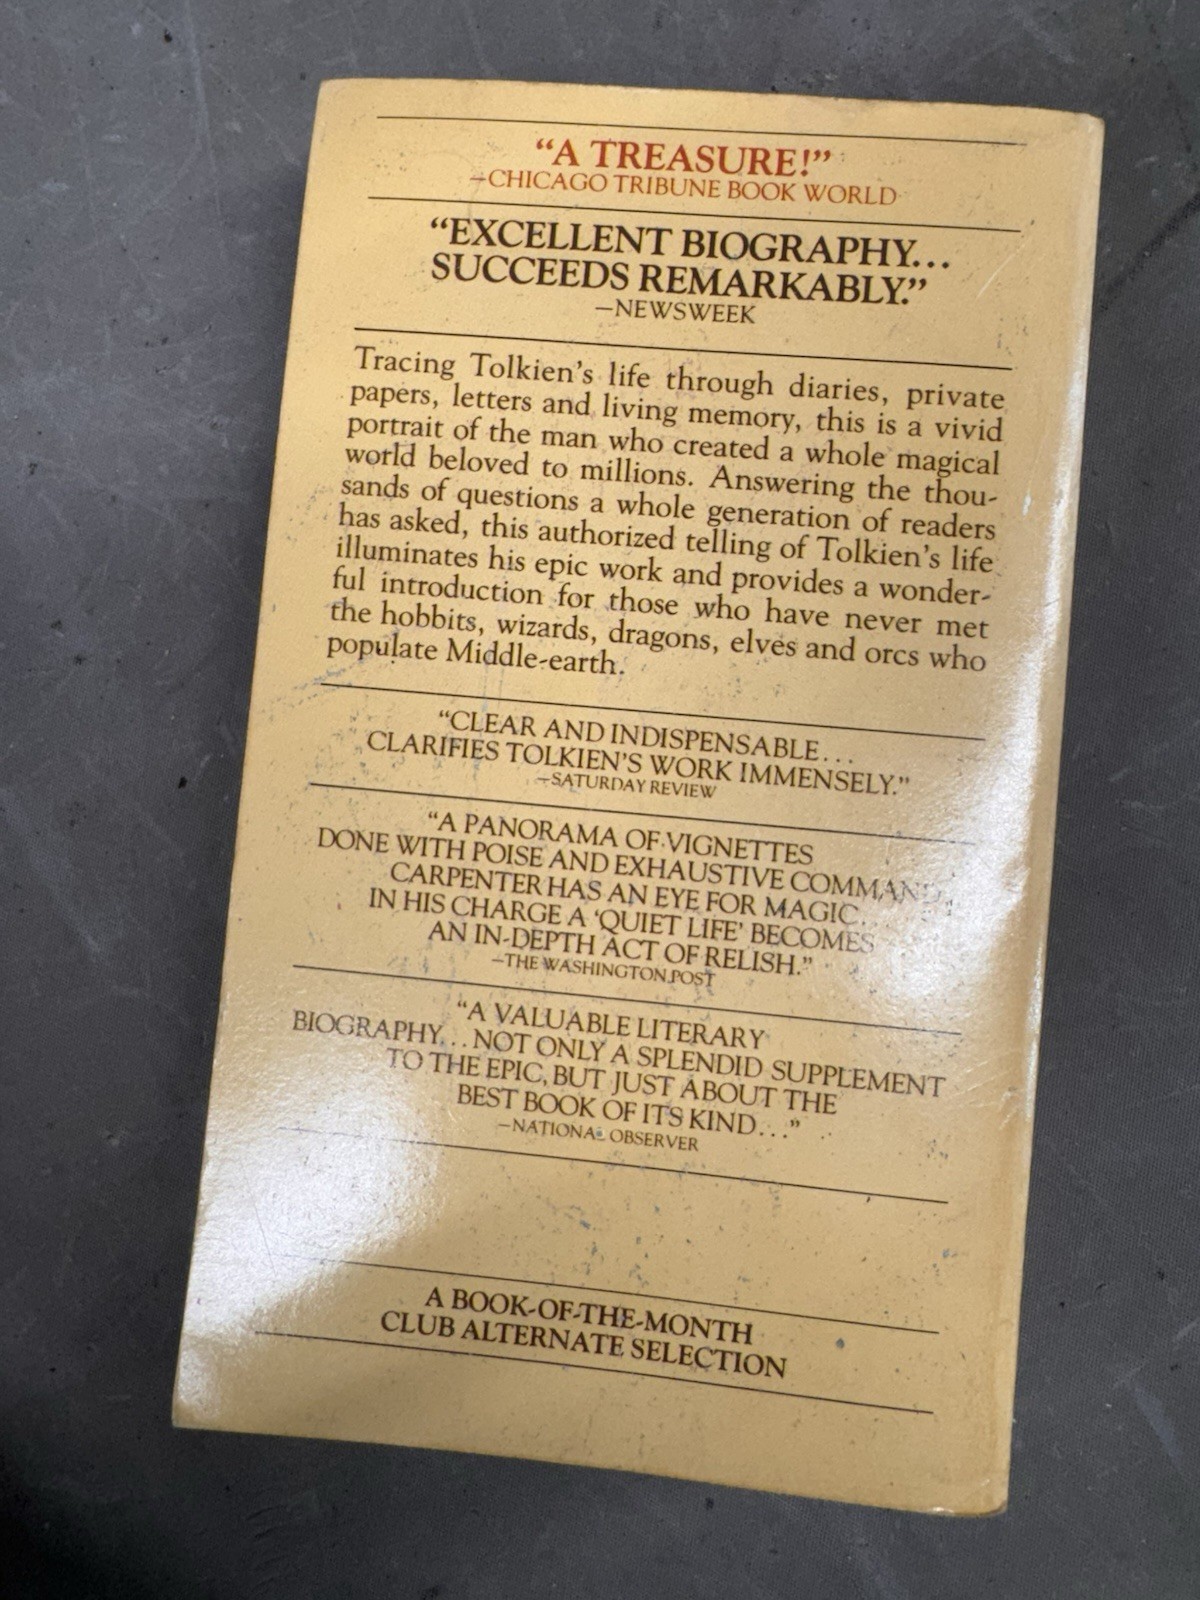 “A TREASURE!”
–CHICAGO TRIBUNE BOOK WORLD
“EXCELLENT BIOGRAPHY...
SUCCEEDS REMARKABLY.”
–NEWSWEEK
Tracing Tolkien’s life through diaries, private
papers, letters and living memory, this is a vivid
portrait of the man who created a whole magical
world beloved to millions. Answering the thou-
sands of questions a whole generation of readers
has asked, this authorized telling of Tolkien’s life
illuminates his epic work and provides a wonder-
ful introduction for those who have never met
the hobbits, wizards, dragons, elves and orcs who
populate Middle-earth.
“CLEAR AND INDISPENSABLE...
CLARIFIES TOLKIEN’S WORK IMMENSELY.”
–SATURDAY REVIEW
“A PANORAMA OF VIGNETTES
DONE WITH POISE AND EXHAUSTIVE COMMAND...
CARPENTER HAS AN EYE FOR MAGIC...
IN HIS CHARGE A ‘QUIET LIFE’ BECOMES
AN IN-DEPTH ACT OF RELISH.”
–THE WASHINGTON POST
“A VALUABLE LITERARY
BIOGRAPHY... NOT ONLY A SPLENDID SUPPLEMENT
TO THE EPIC, BUT JUST ABOUT THE
BEST BOOK OF ITS KIND...”
–NATIONAL OBSERVER
A BOOK-OF-THE-MONTH
CLUB ALTERNATE SELECTION